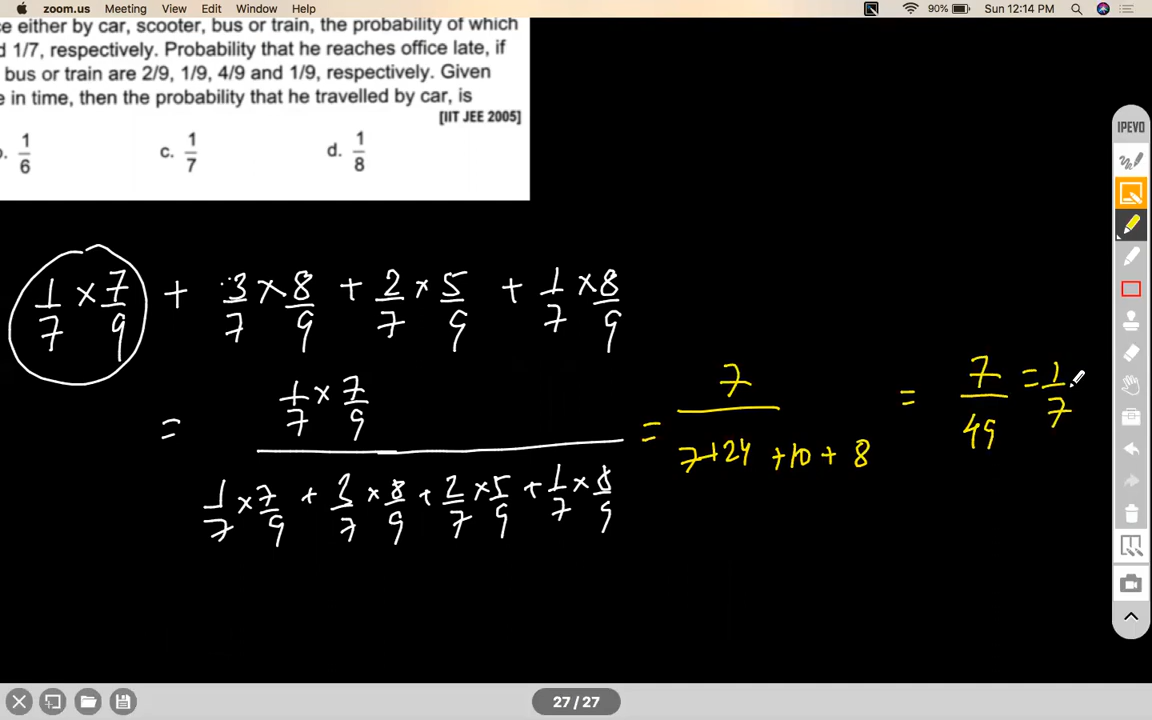 zoom.us Meeting View Edit Window Help 90% Sun 12:14 PM
ce either by car, scooter, bus or train, the probability of which
d 1/7, respectively. Probability that he reaches office late, if
bus or train are 2/9, 1/9, 4/9 and 1/9, respectively. Given
e in time, then the probability that he travelled by car, is
[IIT JEE 2005]
b. 1/6 c. 1/7 d. 1/8
IPEVO
1/7 × 7/9 + 3/7 × 8/9 + 2/7 × 5/9 + 1/7 × 8/9
= (1/7 × 7/9) / (1/7 × 7/9 + 3/7 × 8/9 + 2/7 × 5/9 + 1/7 × 8/9) = 7 / (7 + 24 + 10 + 8) = 7/49 = 1/7
27 / 27